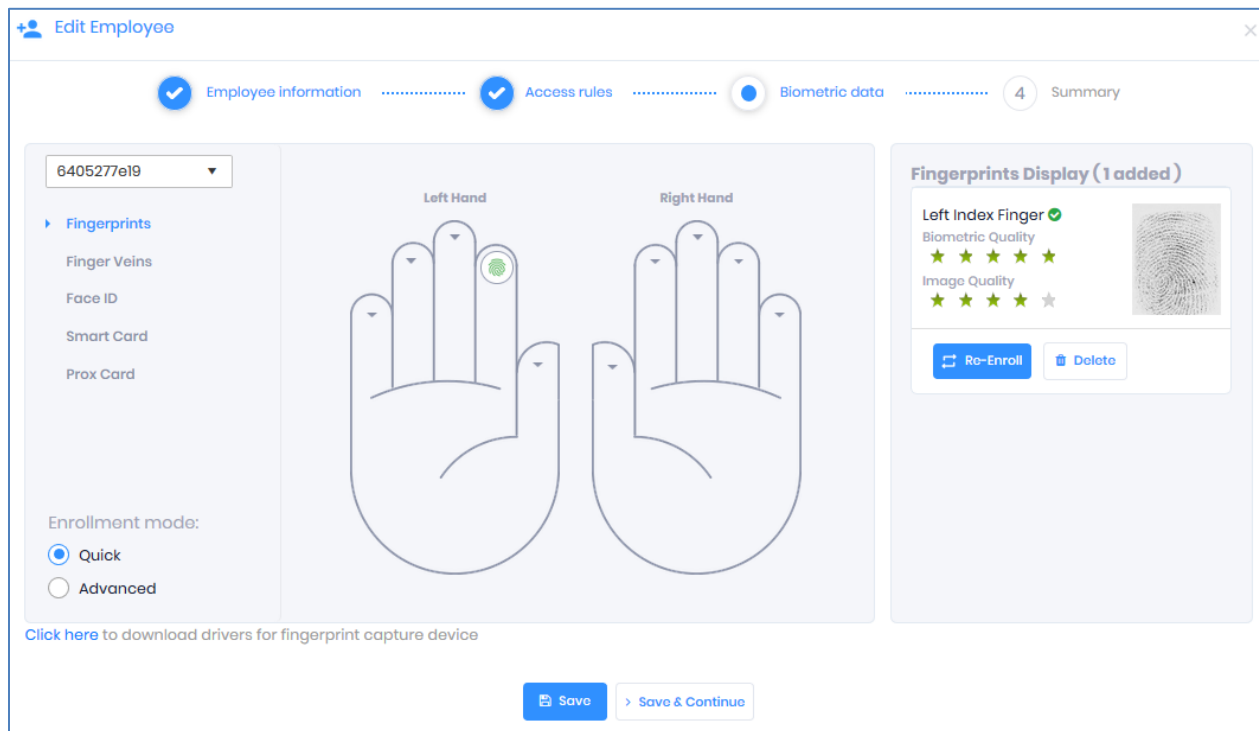 Edit Employee
Employee information
Access rules
Biometric data
4 Summary
6405277e19
Fingerprints
Finger Veins
Face ID
Smart Card
Prox Card
Enrollment mode:
Quick
Advanced
Left Hand
Right Hand
Fingerprints Display ( 1 added )
Left Index Finger
Biometric Quality
Image Quality
Re-Enroll
Delete
Click here to download drivers for fingerprint capture device
Save
> Save & Continue